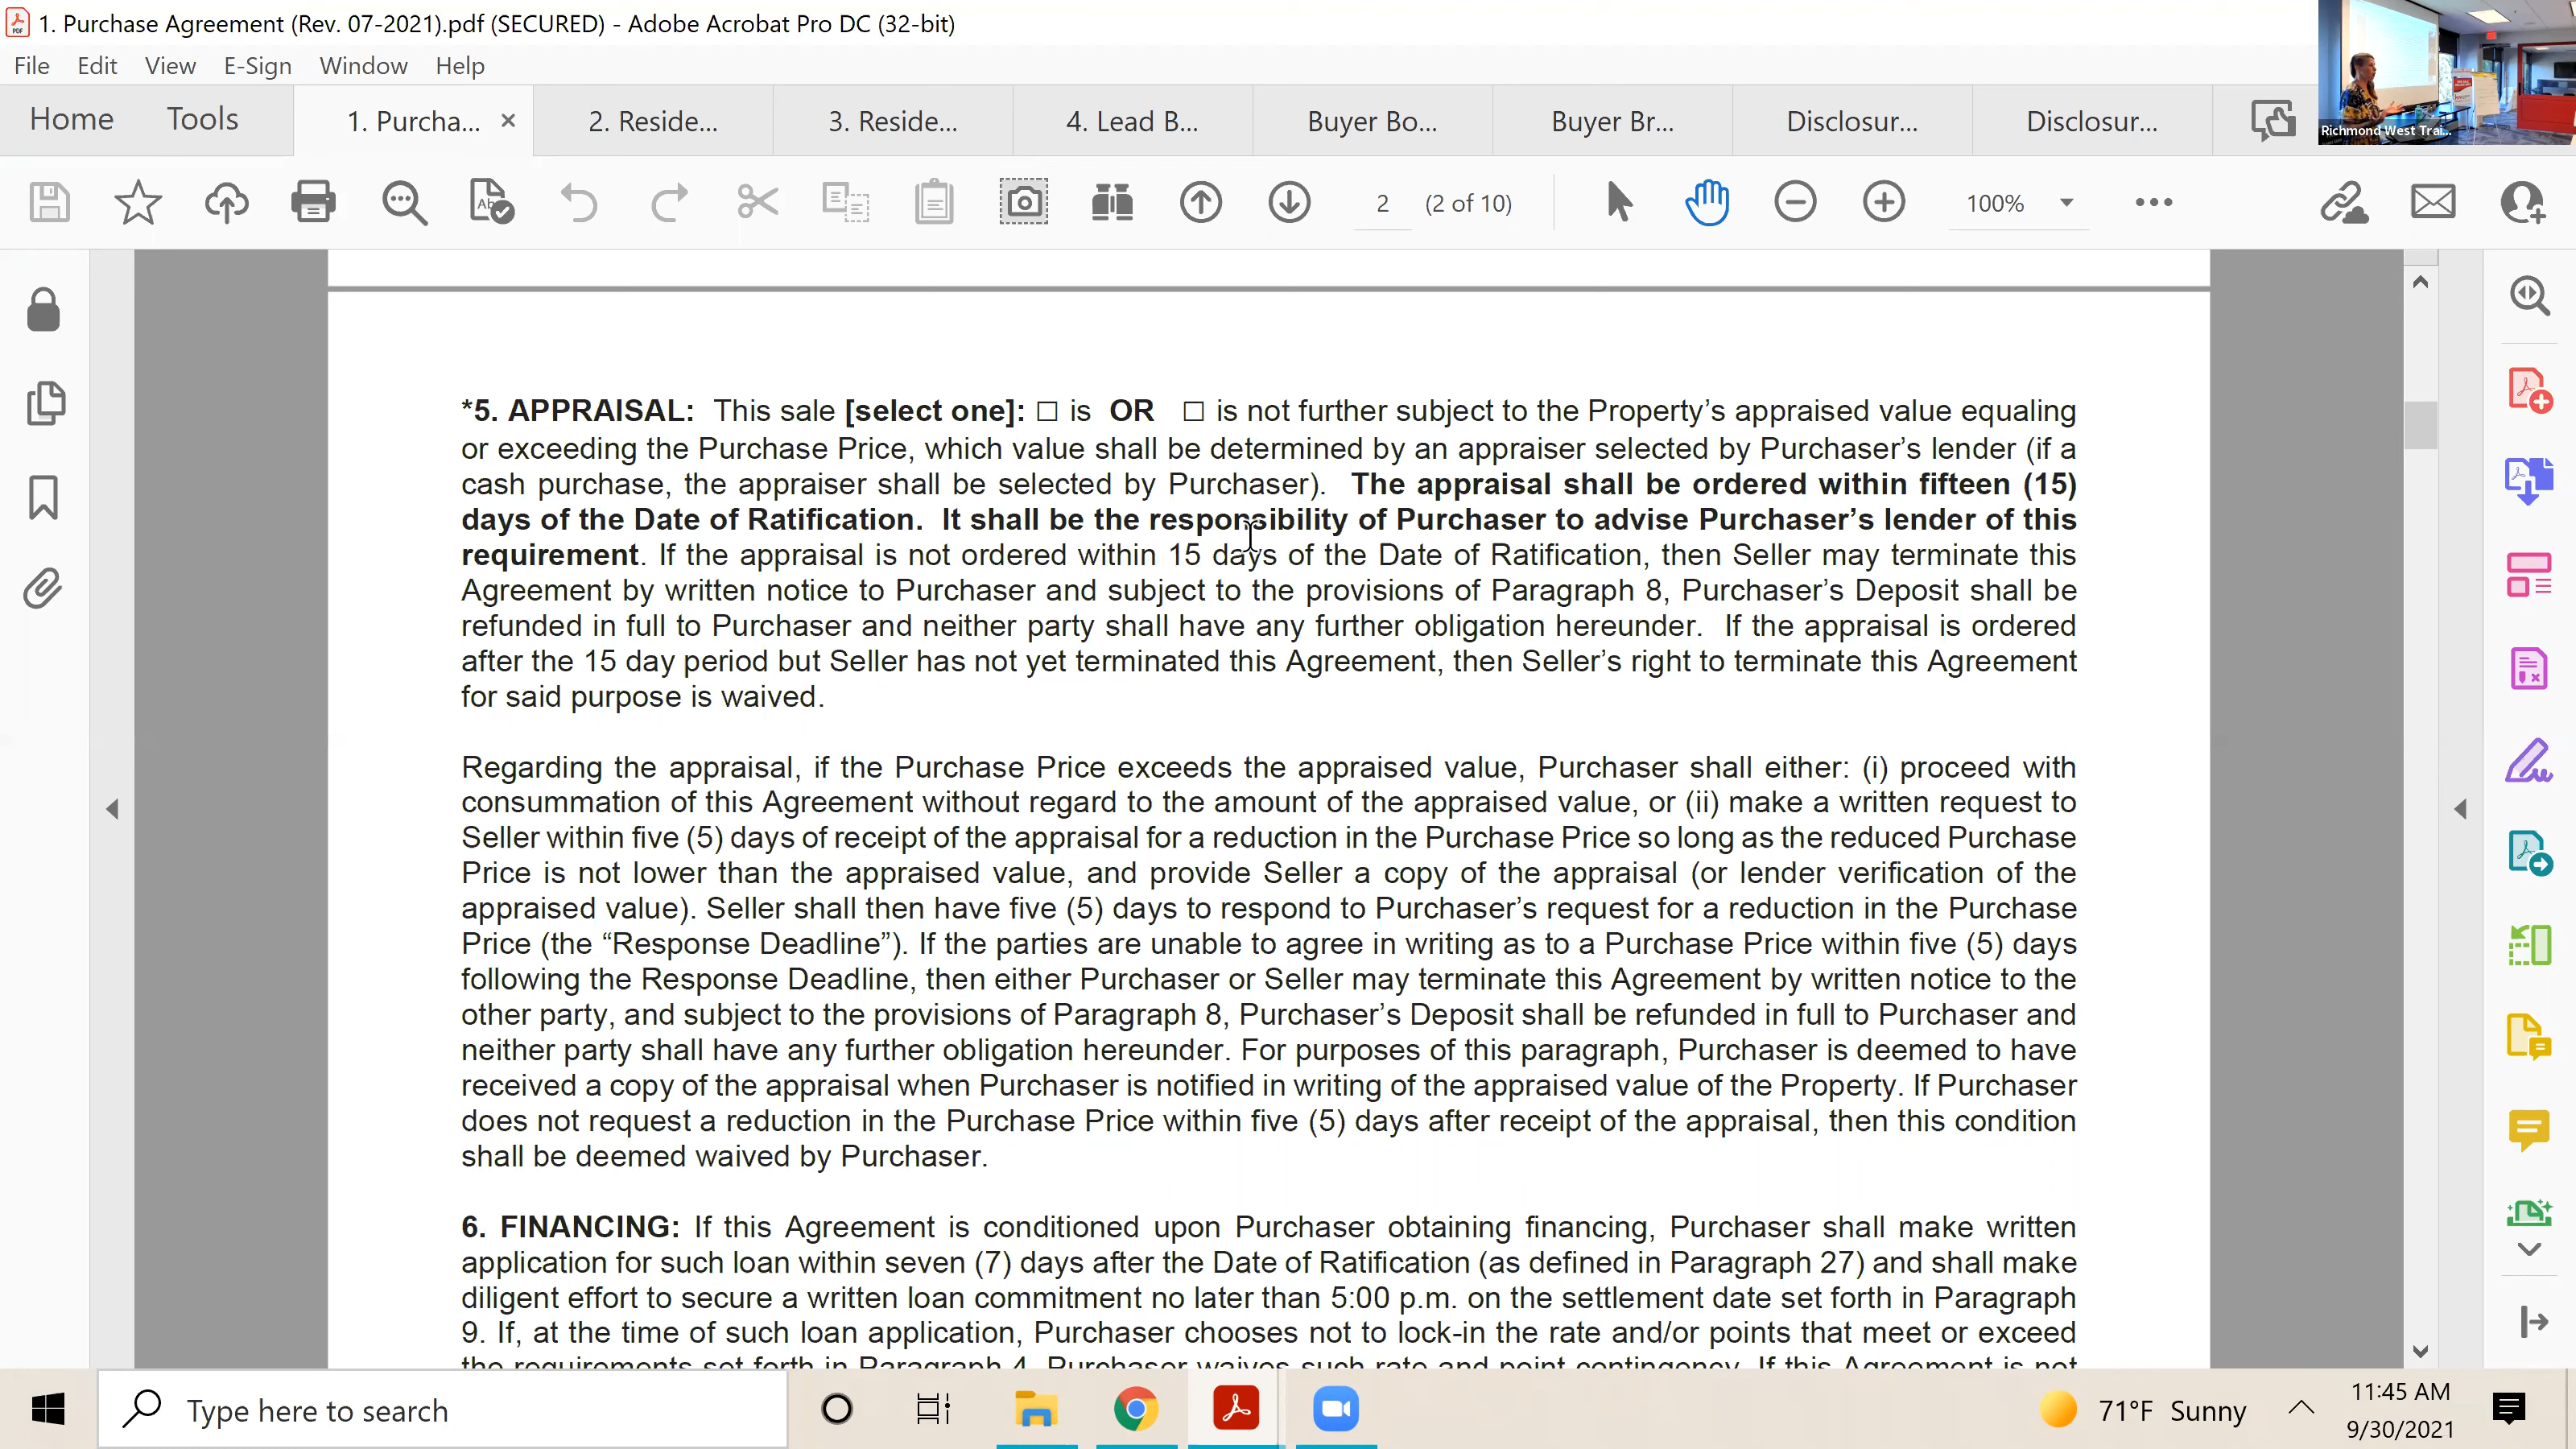 1. Purchase Agreement (Rev. 07-2021).pdf (SECURED) - Adobe Acrobat Pro DC (32-bit)
File Edit View E-Sign Window Help
Home Tools 1. Purcha... 2. Reside... 3. Reside... 4. Lead B... Buyer Bo... Buyer Br... Disclosur... Disclosur...
Richmond West Trai...
2 (2 of 10) 100%
*5. APPRAISAL: This sale [select one]: ☐ is OR ☐ is not further subject to the Property’s appraised value equaling
or exceeding the Purchase Price, which value shall be determined by an appraiser selected by Purchaser’s lender (if a
cash purchase, the appraiser shall be selected by Purchaser). The appraisal shall be ordered within fifteen (15)
days of the Date of Ratification. It shall be the responsibility of Purchaser to advise Purchaser’s lender of this
requirement. If the appraisal is not ordered within 15 days of the Date of Ratification, then Seller may terminate this
Agreement by written notice to Purchaser and subject to the provisions of Paragraph 8, Purchaser’s Deposit shall be
refunded in full to Purchaser and neither party shall have any further obligation hereunder. If the appraisal is ordered
after the 15 day period but Seller has not yet terminated this Agreement, then Seller’s right to terminate this Agreement
for said purpose is waived.
Regarding the appraisal, if the Purchase Price exceeds the appraised value, Purchaser shall either: (i) proceed with
consummation of this Agreement without regard to the amount of the appraised value, or (ii) make a written request to
Seller within five (5) days of receipt of the appraisal for a reduction in the Purchase Price so long as the reduced Purchase
Price is not lower than the appraised value, and provide Seller a copy of the appraisal (or lender verification of the
appraised value). Seller shall then have five (5) days to respond to Purchaser’s request for a reduction in the Purchase
Price (the “Response Deadline”). If the parties are unable to agree in writing as to a Purchase Price within five (5) days
following the Response Deadline, then either Purchaser or Seller may terminate this Agreement by written notice to the
other party, and subject to the provisions of Paragraph 8, Purchaser’s Deposit shall be refunded in full to Purchaser and
neither party shall have any further obligation hereunder. For purposes of this paragraph, Purchaser is deemed to have
received a copy of the appraisal when Purchaser is notified in writing of the appraised value of the Property. If Purchaser
does not request a reduction in the Purchase Price within five (5) days after receipt of the appraisal, then this condition
shall be deemed waived by Purchaser.
6. FINANCING: If this Agreement is conditioned upon Purchaser obtaining financing, Purchaser shall make written
application for such loan within seven (7) days after the Date of Ratification (as defined in Paragraph 27) and shall make
diligent effort to secure a written loan commitment no later than 5:00 p.m. on the settlement date set forth in Paragraph
9. If, at the time of such loan application, Purchaser chooses not to lock-in the rate and/or points that meet or exceed
the requirements set forth in Paragraph 4, Purchaser waives such rate and point contingency. If this Agreement is not
Type here to search
71°F Sunny
11:45 AM
9/30/2021